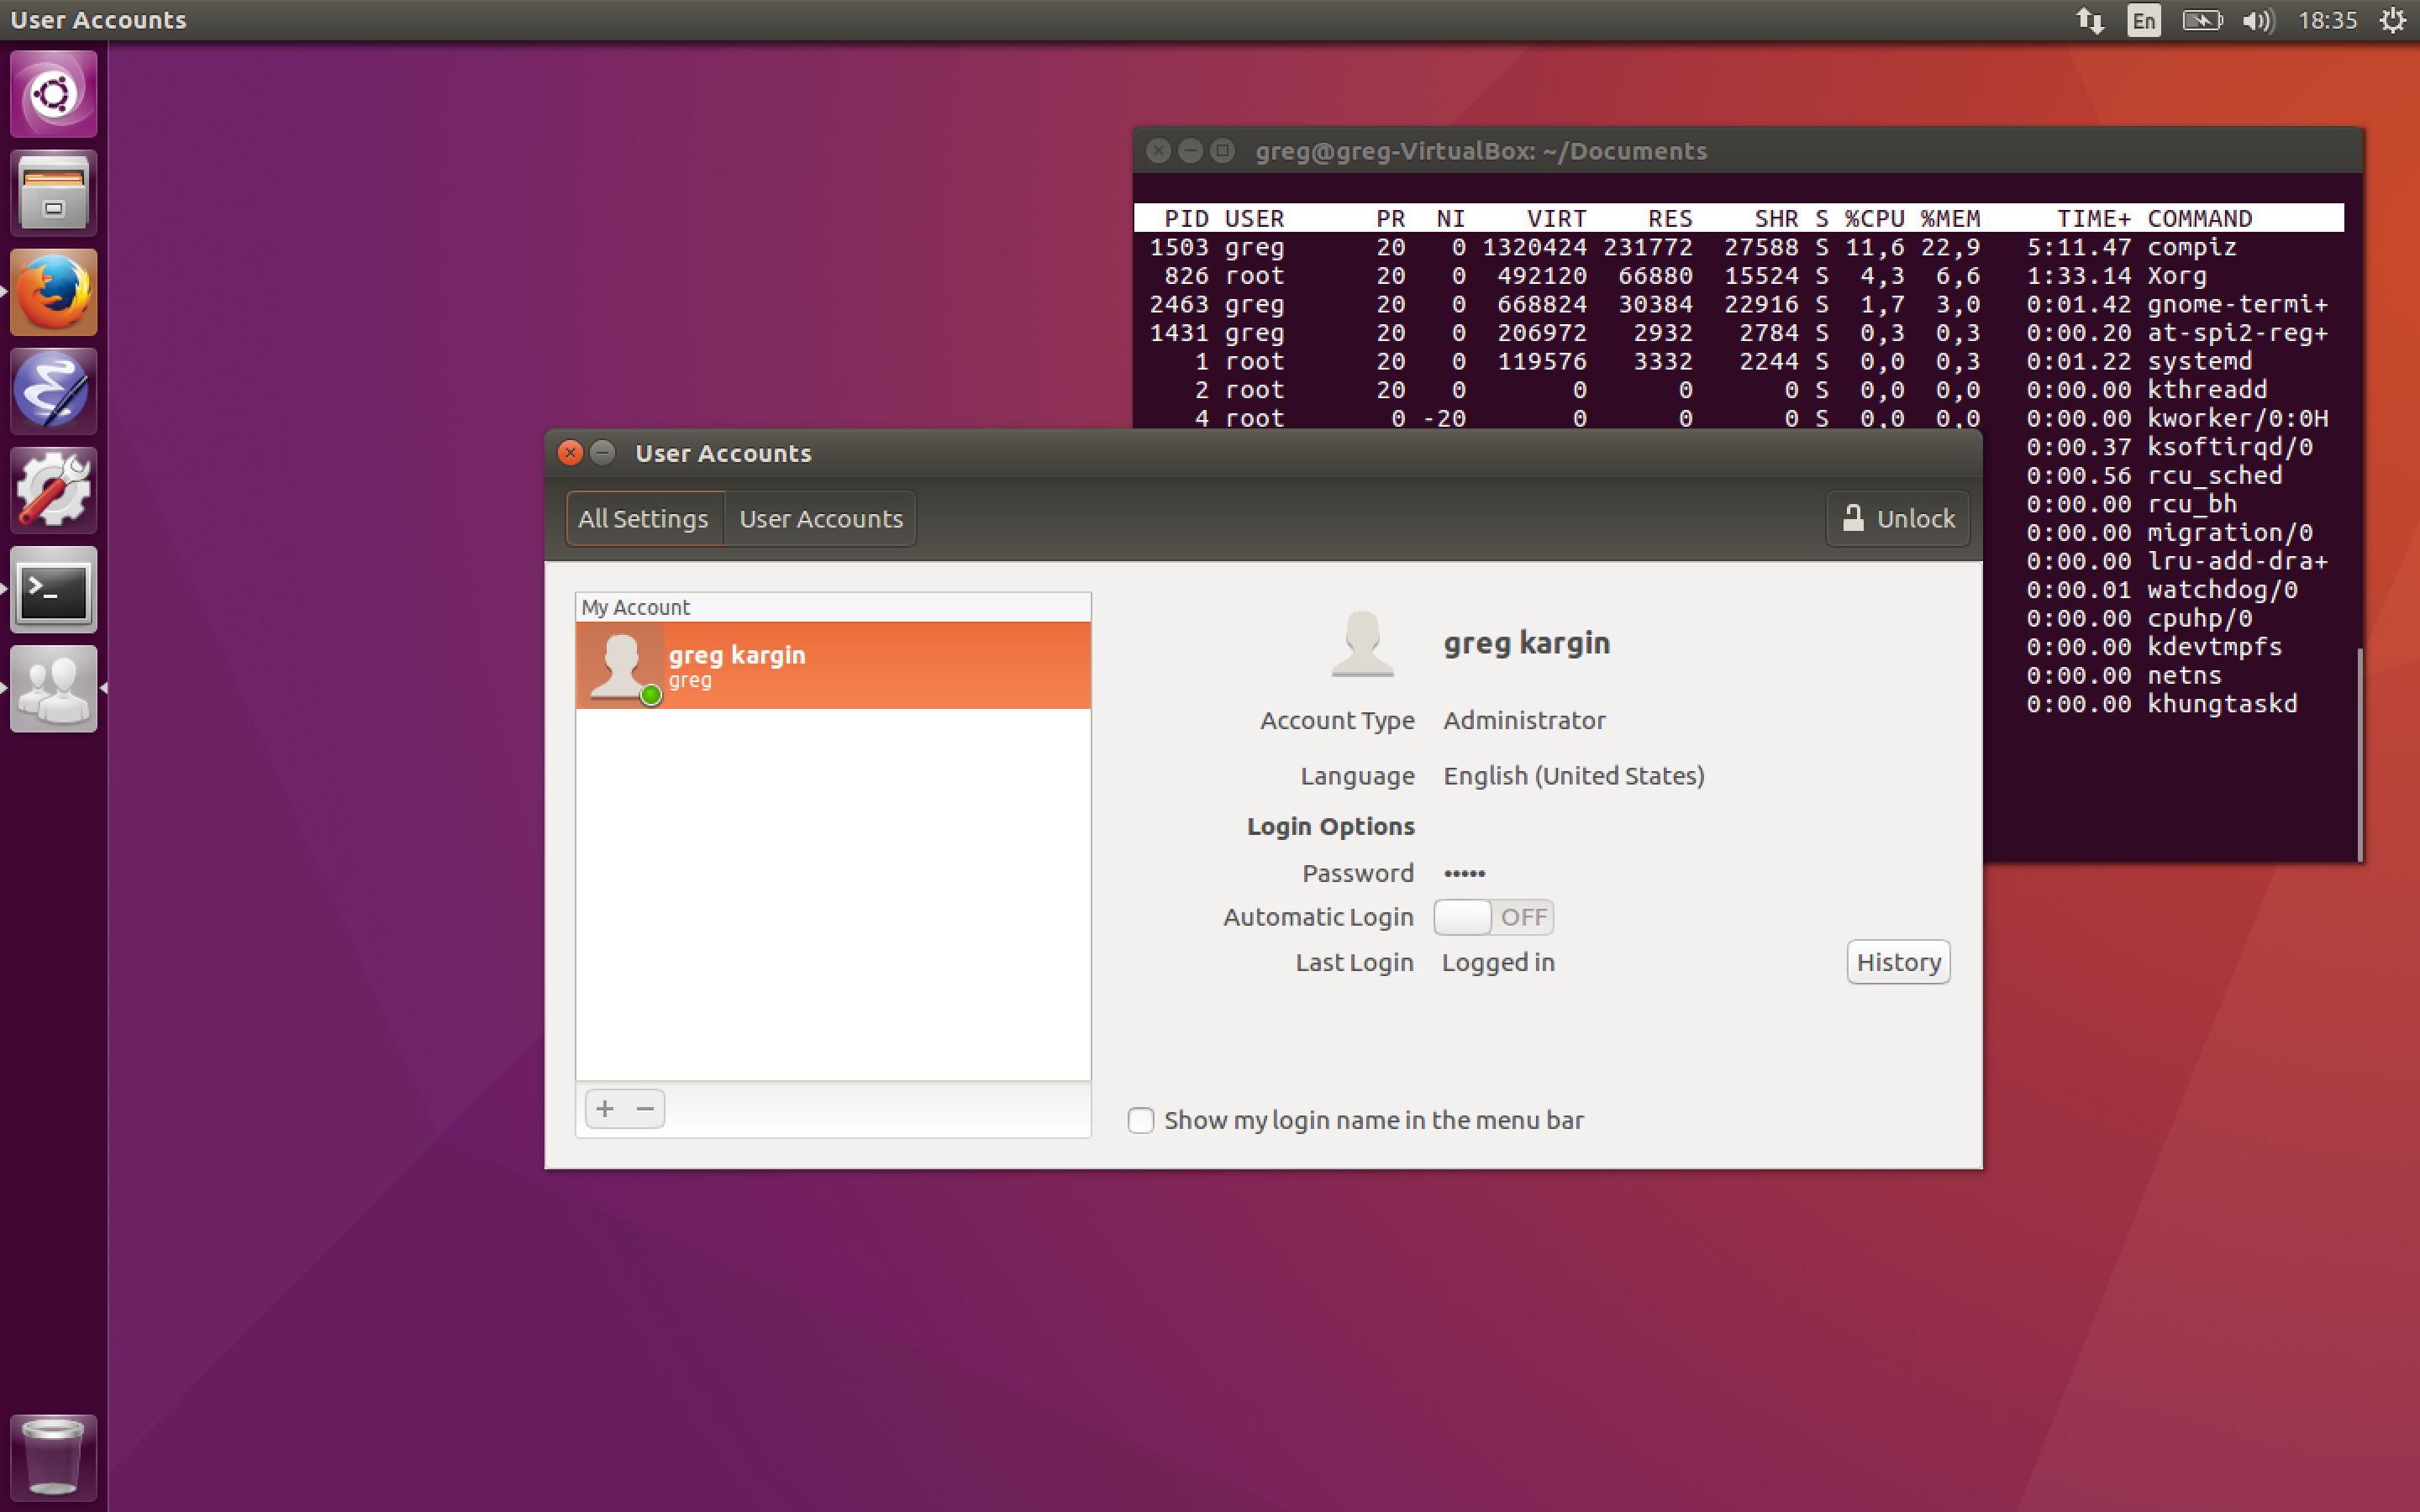 User Accounts
En
18:35
greg@greg-VirtualBox: ~/Documents
PID USER PR NI VIRT RES SHR S %CPU %MEM TIME+ COMMAND
1503 greg 20 0 1320424 231772 27588 S 11,6 22,9 5:11.47 compiz
826 root 20 0 492120 66880 15524 S 4,3 6,6 1:33.14 Xorg
2463 greg 20 0 668824 30384 22916 S 1,7 3,0 0:01.42 gnome-termi+
1431 greg 20 0 206972 2932 2784 S 0,3 0,3 0:00.20 at-spi2-reg+
1 root 20 0 119576 3332 2244 S 0,0 0,3 0:01.22 systemd
2 root 20 0 0 0 0 S 0,0 0,0 0:00.00 kthreadd
4 root 0 -20 0 0 0 S 0,0 0,0 0:00.00 kworker/0:0H
0:00.37 ksoftirqd/0
0:00.56 rcu_sched
0:00.00 rcu_bh
0:00.00 migration/0
0:00.00 lru-add-dra+
0:00.01 watchdog/0
0:00.00 cpuhp/0
0:00.00 kdevtmpfs
0:00.00 netns
0:00.00 khungtaskd
User Accounts
All Settings
User Accounts
Unlock
My Account
greg kargin
greg
greg kargin
Account Type Administrator
Language English (United States)
Login Options
Password •••••
Automatic Login OFF
Last Login Logged in
History
+ −
Show my login name in the menu bar